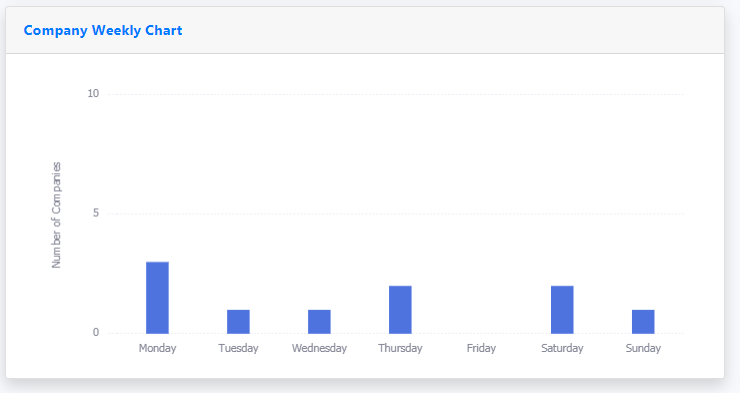 Company Weekly Chart
10
5
0
Number of Companies
Monday Tuesday Wednesday Thursday Friday Saturday Sunday